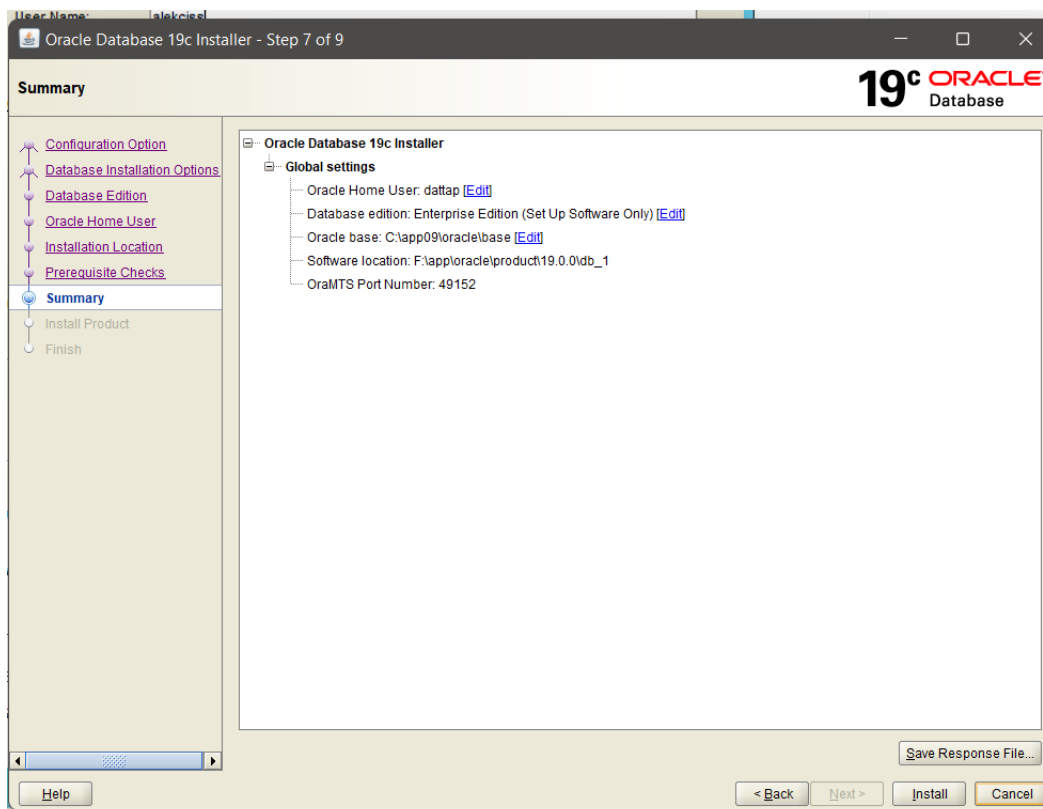 User Name: alekciss
Oracle Database 19c Installer - Step 7 of 9
Summary
19c ORACLE
Database
Configuration Option
Database Installation Options
Database Edition
Oracle Home User
Installation Location
Prerequisite Checks
Summary
Install Product
Finish
Oracle Database 19c Installer
Global settings
Oracle Home User: dattap [Edit]
Database edition: Enterprise Edition (Set Up Software Only) [Edit]
Oracle base: C:\app09\oracle\base [Edit]
Software location: F:\app\oracle\product\19.0.0\db_1
OraMTS Port Number: 49152
Save Response File...
Help
< Back Next > Install Cancel